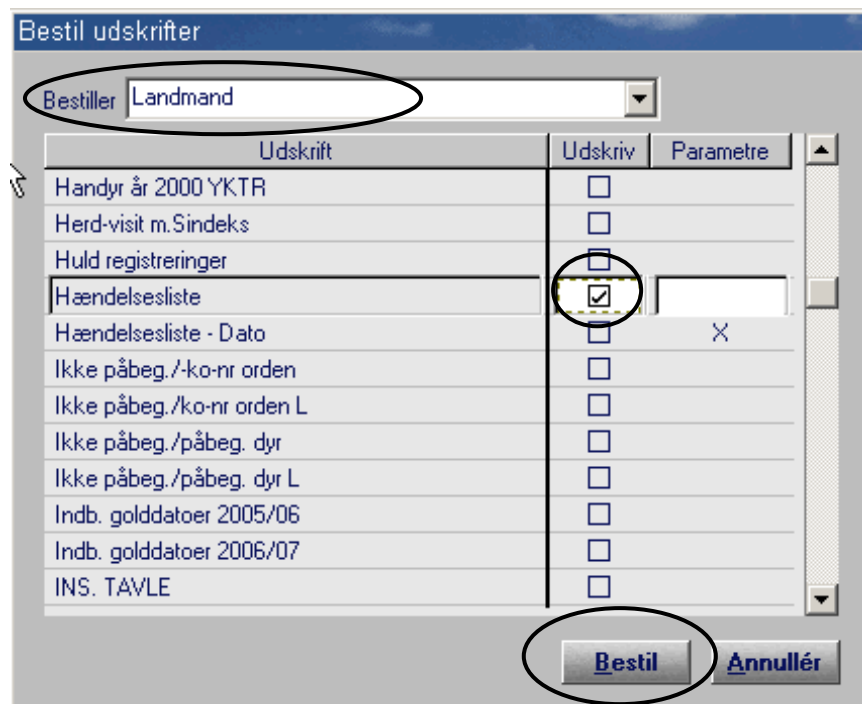 Bestil udskrifter
Bestiller Landmand
Udskrift Udskriv Parametre
Handyr år 2000 YKTR
Herd-visit m.Sindeks
Huld registreringer
Hændelsesliste
Hændelsesliste - Dato X
Ikke påbeg./-ko-nr orden
Ikke påbeg./ko-nr orden L
Ikke påbeg./påbeg. dyr
Ikke påbeg./påbeg. dyr L
Indb. golddatoer 2005/06
Indb. golddatoer 2006/07
INS. TAVLE
Bestil Annullér